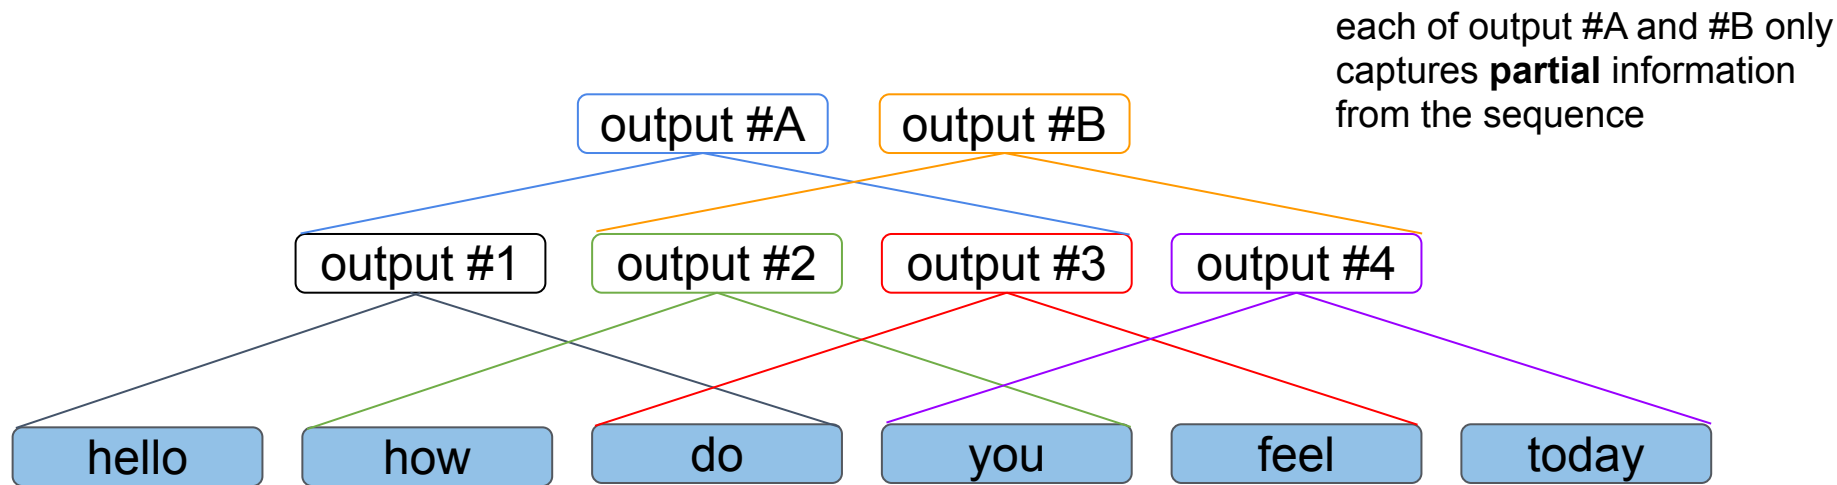 each of output #A and #B only
captures partial information
from the sequence
output #A output #B
output #1 output #2 output #3 output #4
hello how do you feel today